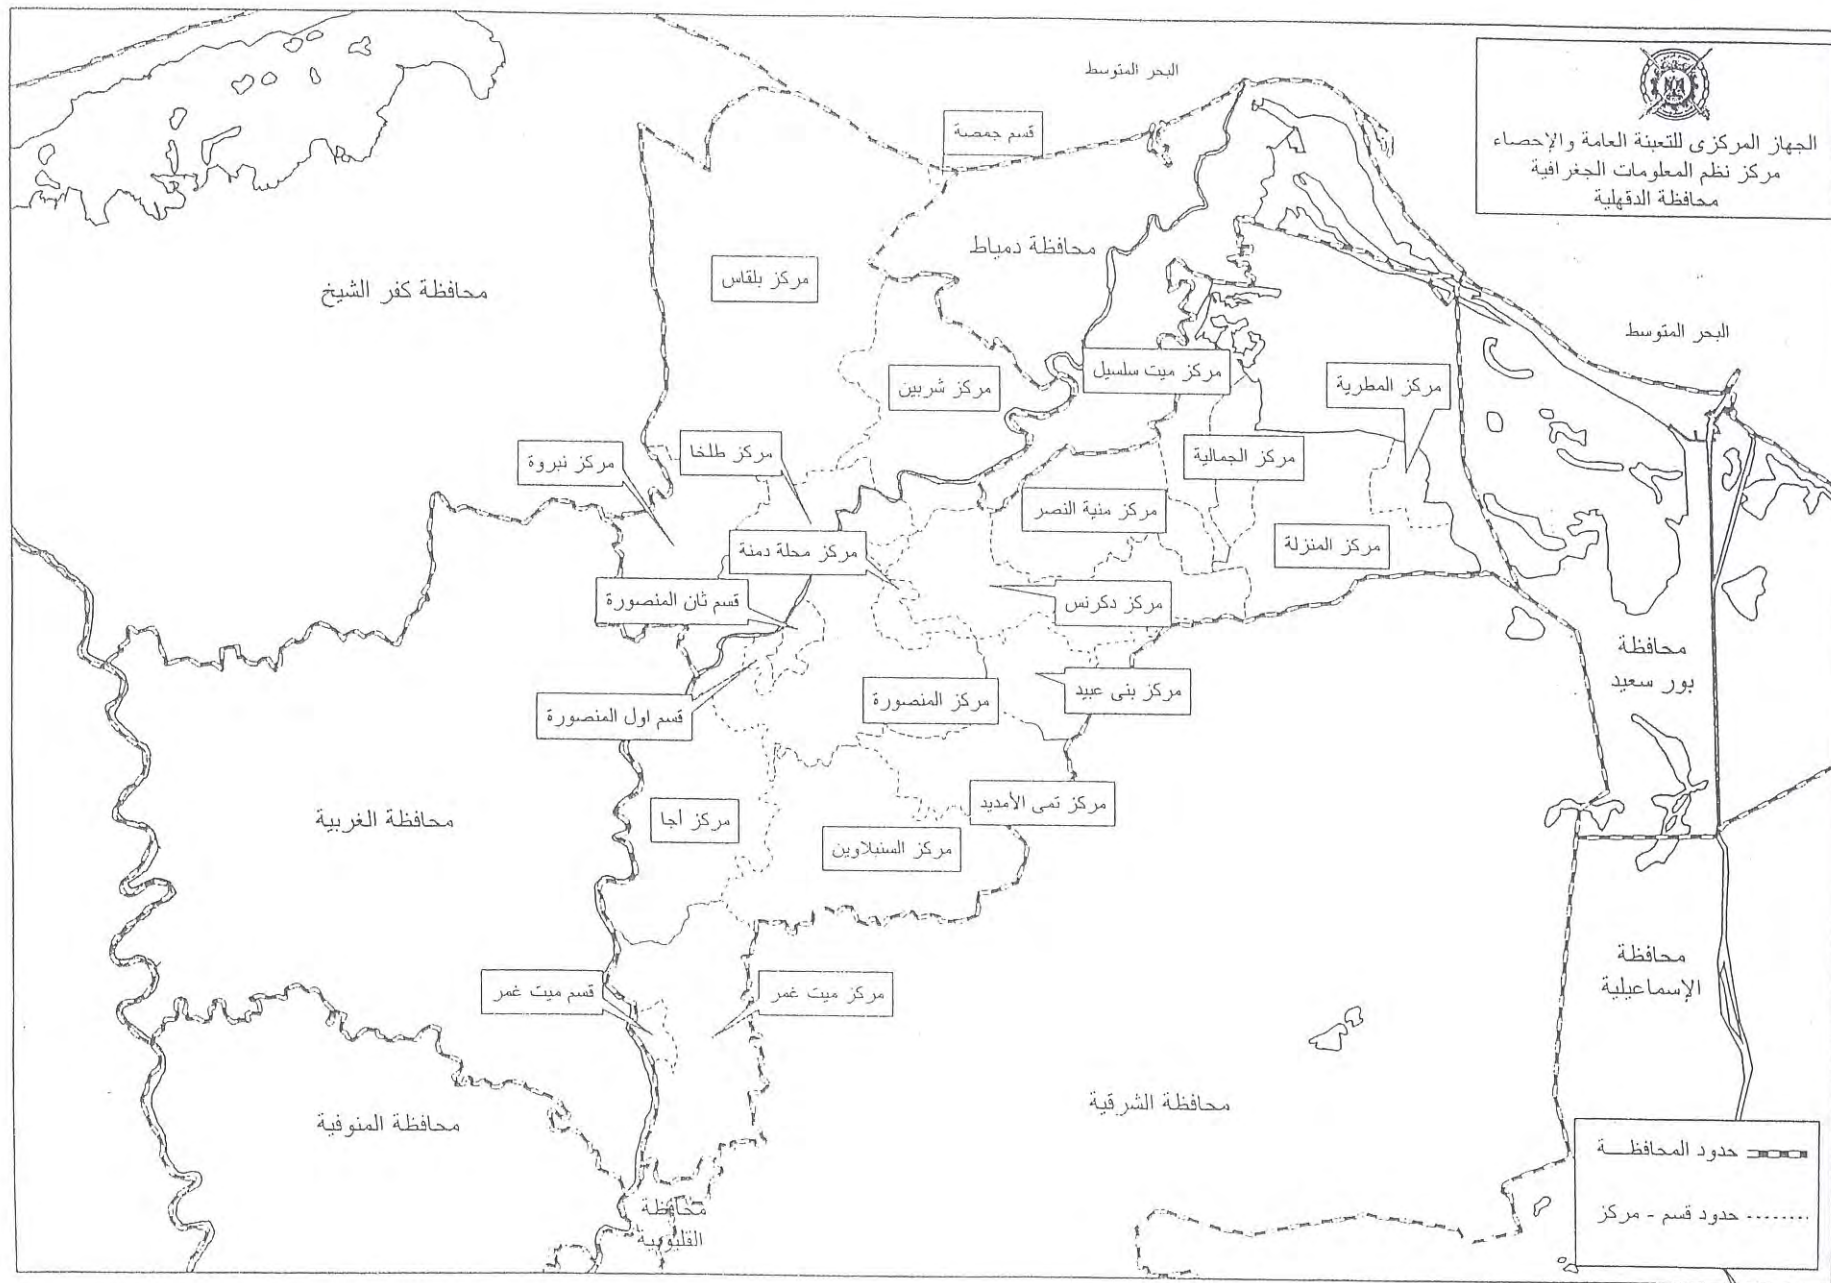 الجهاز المركزى للتعبئة العامة والإحصاء
مركز نظم المعلومات الجغرافية
محافظة الدقهلية
البحر المتوسط
قسم جمصة
محافظة دمياط
مركز بلقاس
محافظة كفر الشيخ
البحر المتوسط
مركز ميت سلسيل
مركز المطرية
مركز شربين
مركز طلخا
مركز نبروة
مركز الجمالية
مركز منية النصر
مركز المنزلة
مركز محلة دمنة
قسم ثان المنصورة
مركز دكرنس
محافظة
بور سعيد
مركز بنى عبيد
مركز المنصورة
قسم اول المنصورة
مركز تمى الأمديد
محافظة الغربية
مركز أجا
مركز السنبلاوين
محافظة
الإسماعيلية
مركز ميت غمر
قسم ميت غمر
محافظة الشرقية
محافظة المنوفية
محافظة
القليوبية
حدود المحافظـــة
حدود قسم - مركز